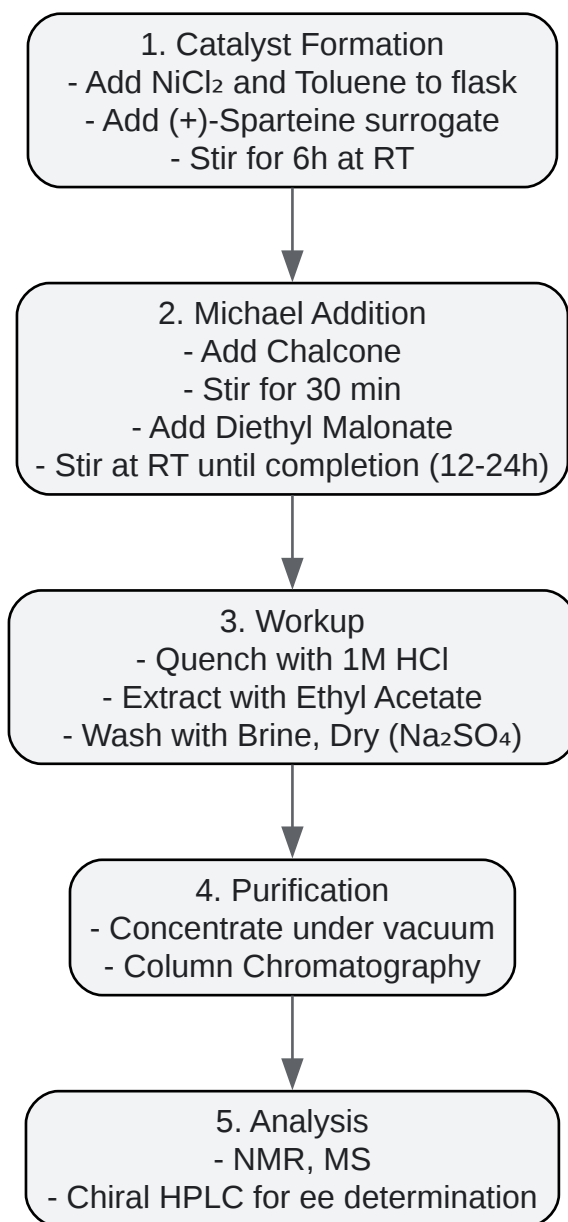 1. Catalyst Formation
- Add NiCl₂ and Toluene to flask
- Add (+)-Sparteine surrogate
- Stir for 6h at RT
2. Michael Addition
- Add Chalcone
- Stir for 30 min
- Add Diethyl Malonate
- Stir at RT until completion (12-24h)
3. Workup
- Quench with 1M HCl
- Extract with Ethyl Acetate
- Wash with Brine, Dry (Na₂SO₄)
4. Purification
- Concentrate under vacuum
- Column Chromatography
5. Analysis
- NMR, MS
- Chiral HPLC for ee determination